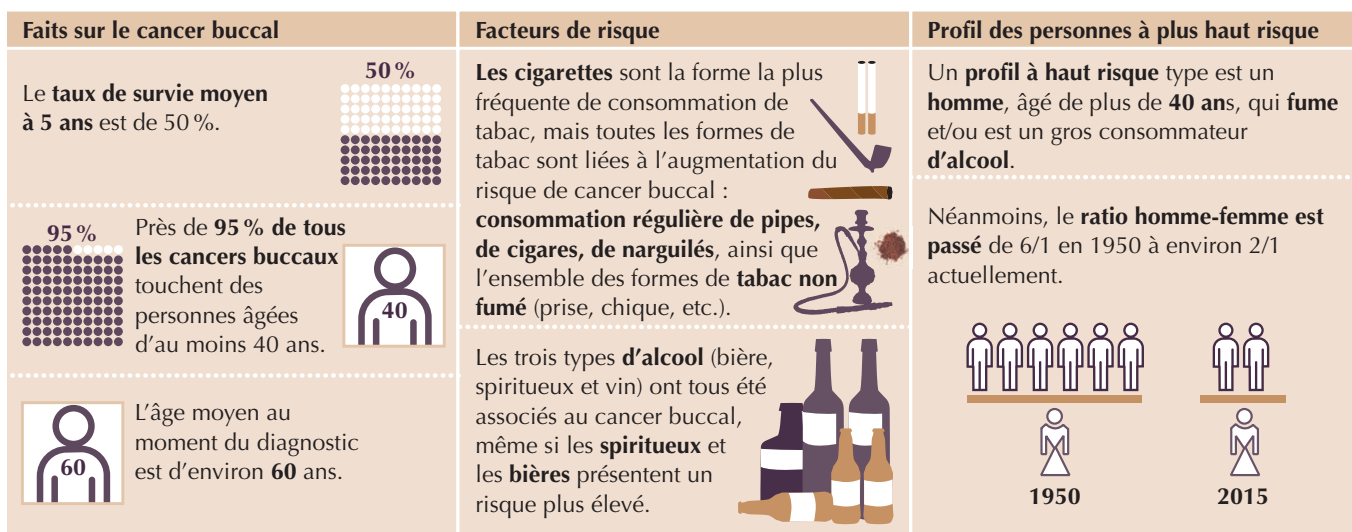 Faits sur le cancer buccal
Le taux de survie moyen
à 5 ans est de 50 %.
50 %
95 %
Près de 95 % de tous
les cancers buccaux
touchent des
personnes âgées
d'au moins 40 ans.
40
60
L'âge moyen au
moment du diagnostic
est d'environ 60 ans.
Facteurs de risque
Les cigarettes sont la forme la plus
fréquente de consommation de
tabac, mais toutes les formes de
tabac sont liées à l'augmentation du
risque de cancer buccal :
consommation régulière de pipes,
de cigares, de narguilés, ainsi que
l'ensemble des formes de tabac non
fumé (prise, chique, etc.).
Les trois types d'alcool (bière,
spiritueux et vin) ont tous été
associés au cancer buccal,
même si les spiritueux et
les bières présentent un
risque plus élevé.
Profil des personnes à plus haut risque
Un profil à haut risque type est un
homme, âgé de plus de 40 ans, qui fume
et/ou est un gros consommateur
d'alcool.
Néanmoins, le ratio homme-femme est
passé de 6/1 en 1950 à environ 2/1
actuellement.
1950
2015